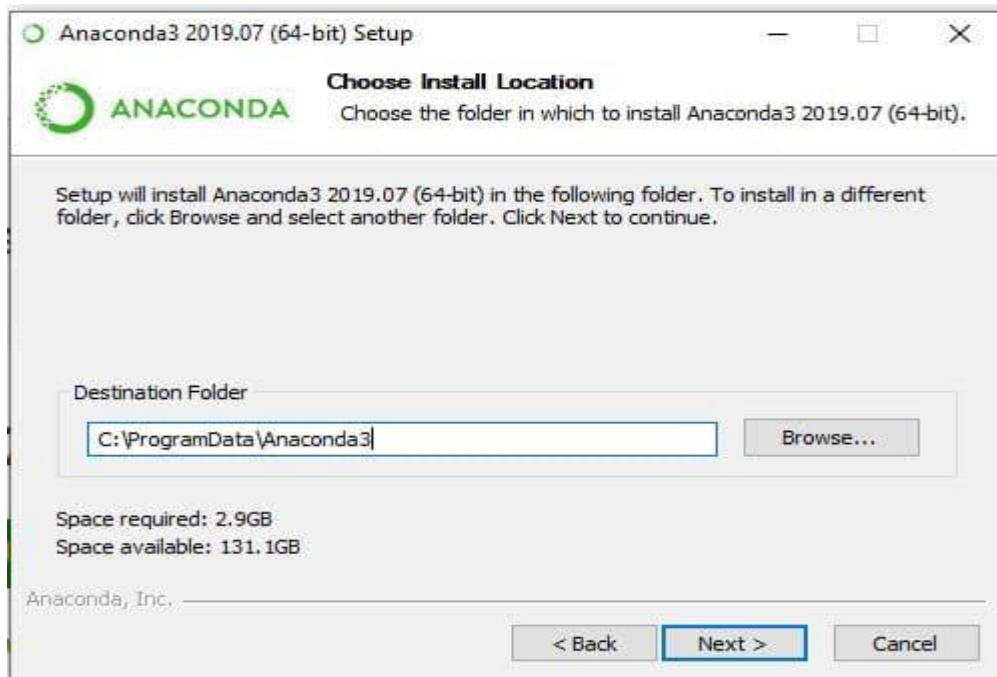 Anaconda3 2019.07 (64-bit) Setup
ANACONDA
Choose Install Location
Choose the folder in which to install Anaconda3 2019.07 (64-bit).
Setup will install Anaconda3 2019.07 (64-bit) in the following folder. To install in a different
folder, click Browse and select another folder. Click Next to continue.
Destination Folder
C:\ProgramData\Anaconda3
Browse...
Space required: 2.9GB
Space available: 131.1GB
Anaconda, Inc.
< Back
Next >
Cancel